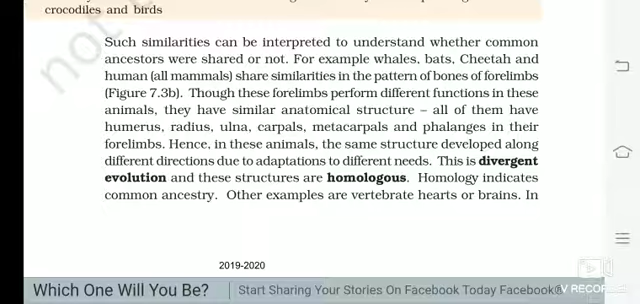 crocodiles and birds
Such similarities can be interpreted to understand whether common
ancestors were shared or not. For example whales, bats, Cheetah and
human (all mammals) share similarities in the pattern of bones of forelimbs
(Figure 7.3b). Though these forelimbs perform different functions in these
animals, they have similar anatomical structure – all of them have
humerus, radius, ulna, carpals, metacarpals and phalanges in their
forelimbs. Hence, in these animals, the same structure developed along
different directions due to adaptations to different needs. This is divergent
evolution and these structures are homologous. Homology indicates
common ancestry. Other examples are vertebrate hearts or brains. In
2019-2020
Which One Will You Be? Start Sharing Your Stories On Facebook Today Facebook®